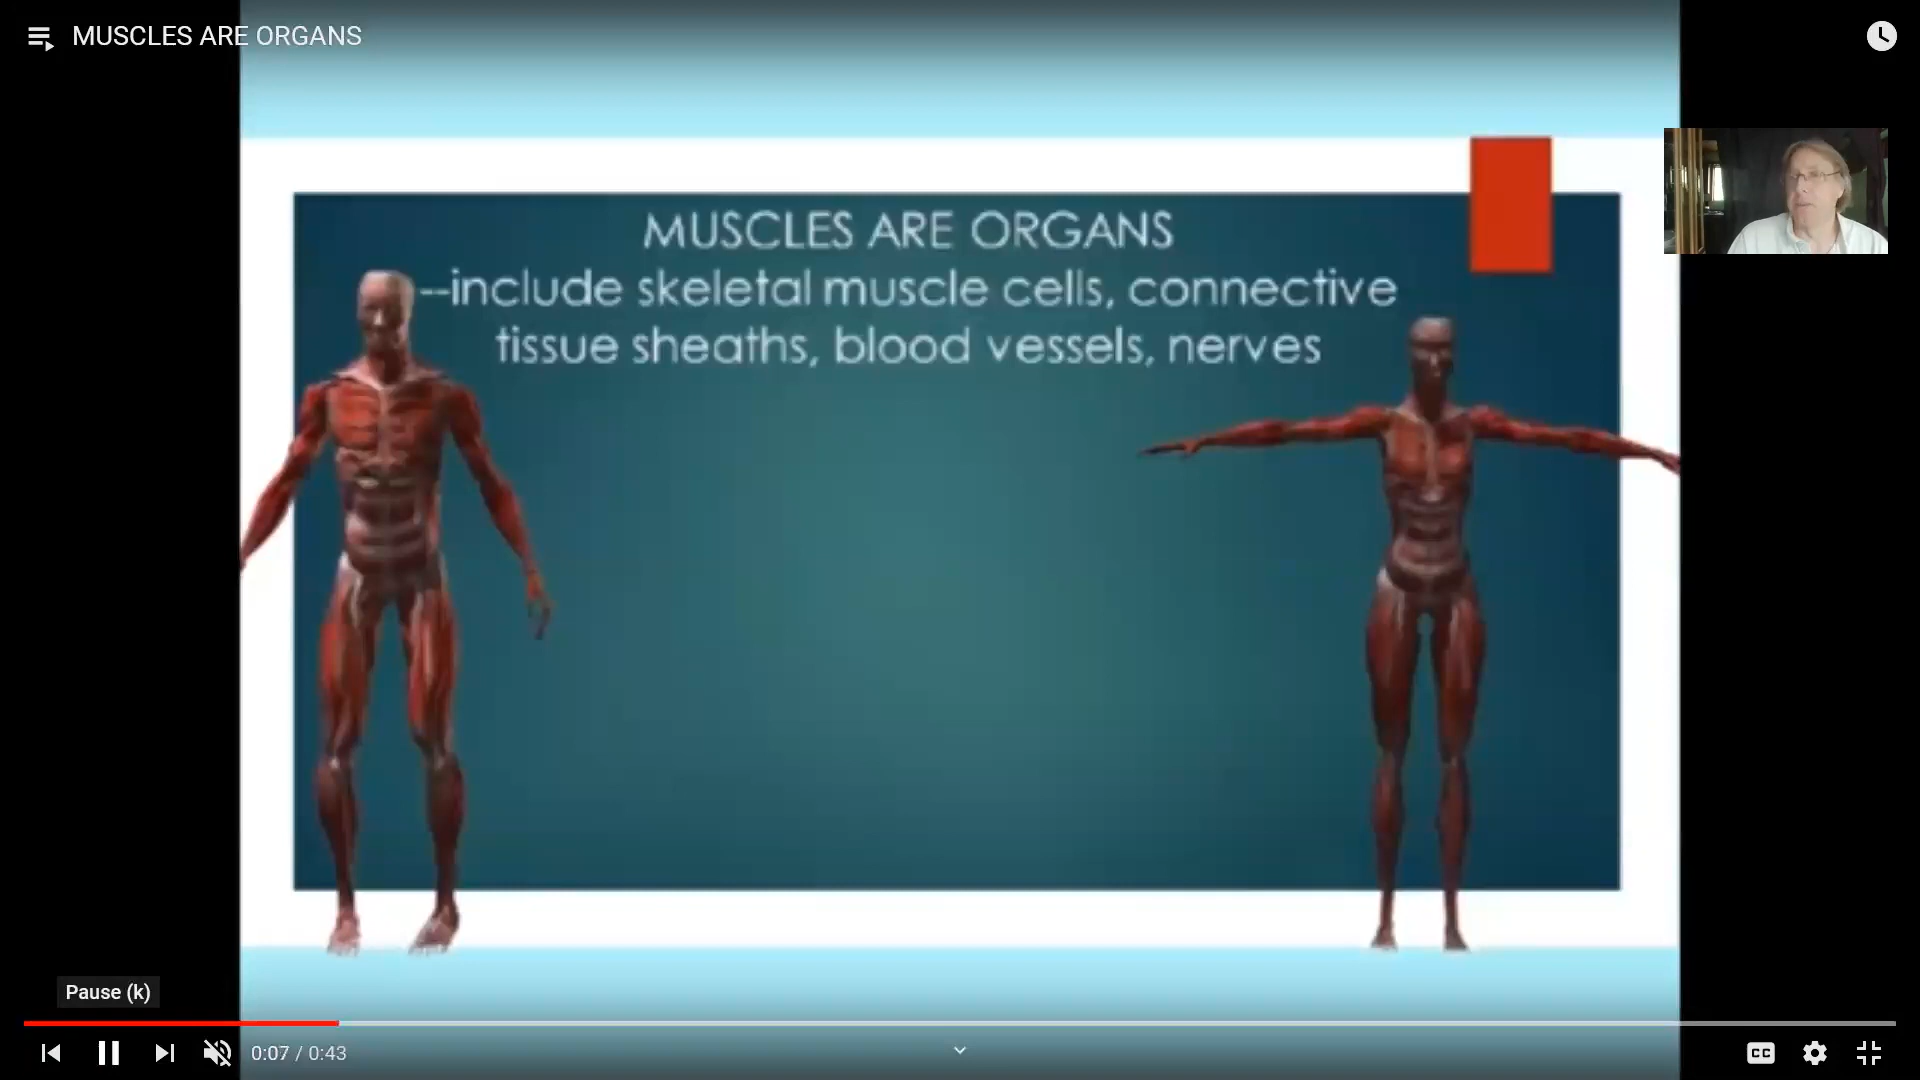 MUSCLES ARE ORGANS
MUSCLES ARE ORGANS
--include skeletal muscle cells, connective
tissue sheaths, blood vessels, nerves
Pause (k)
0:07 / 0:43
CC